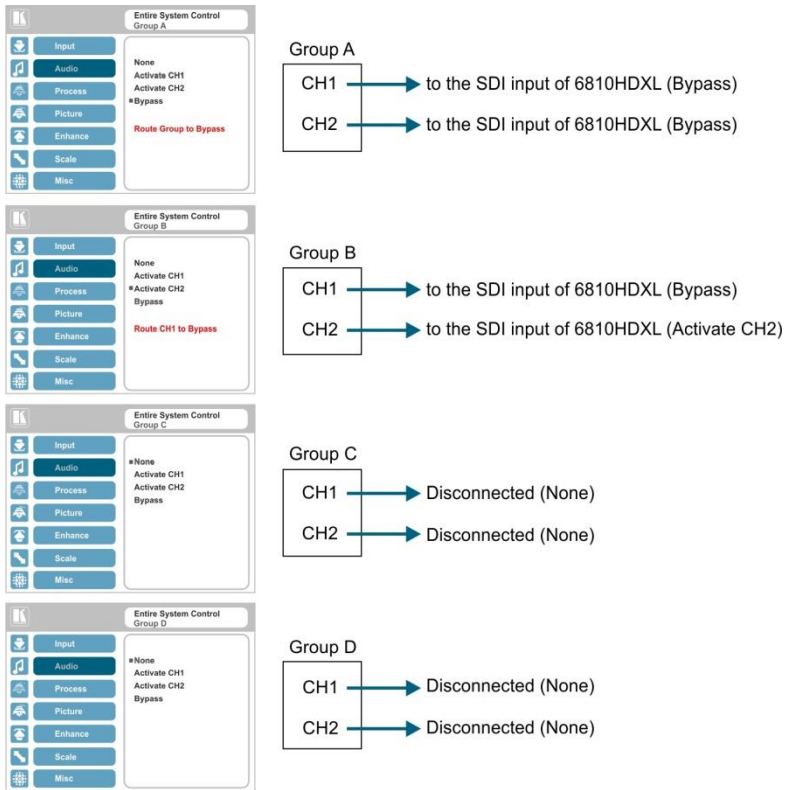 Entire System Control
Group A
Input
Audio
Process
Picture
Enhance
Scale
Misc
None
Activate CH1
Activate CH2
Bypass
Route Group to Bypass
Group A
CH1 to the SDI input of 6810HDXL (Bypass)
CH2 to the SDI input of 6810HDXL (Bypass)
Entire System Control
Group B
Input
Audio
Process
Picture
Enhance
Scale
Misc
None
Activate CH1
Activate CH2
Bypass
Route CH1 to Bypass
Group B
CH1 to the SDI input of 6810HDXL (Bypass)
CH2 to the SDI input of 6810HDXL (Activate CH2)
Entire System Control
Group C
Input
Audio
Process
Picture
Enhance
Scale
Misc
None
Activate CH1
Activate CH2
Bypass
Group C
CH1 Disconnected (None)
CH2 Disconnected (None)
Entire System Control
Group D
Input
Audio
Process
Picture
Enhance
Scale
Misc
None
Activate CH1
Activate CH2
Bypass
Group D
CH1 Disconnected (None)
CH2 Disconnected (None)